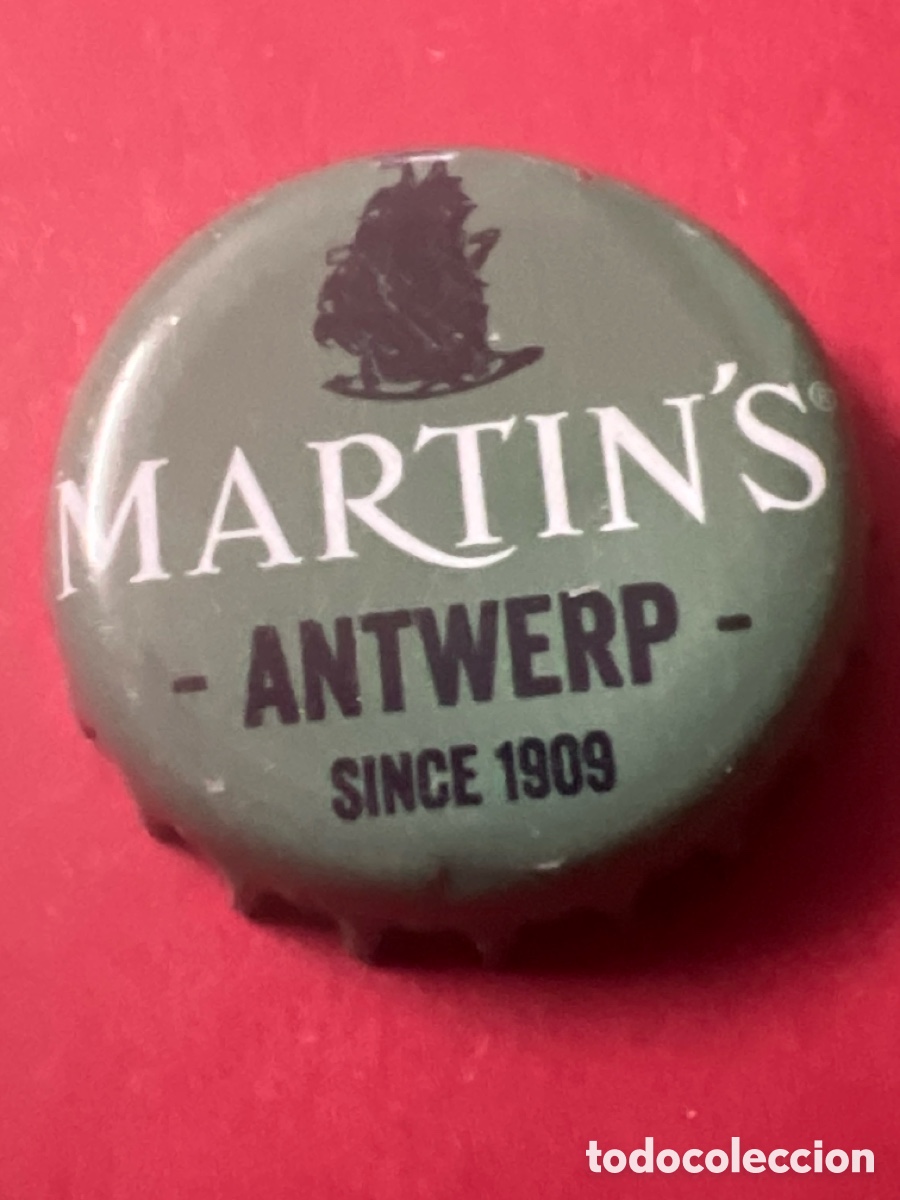 MARTIN'S®
- ANTWERP -
SINCE 1909
todocoleccion